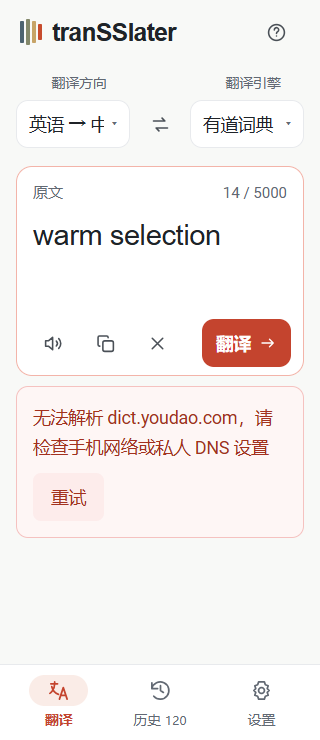 tranSSlater
翻译方向
翻译引擎
英语 → 中
有道词典
原文
14 / 5000
warm selection
翻译 →
无法解析 dict.youdao.com，请
检查手机网络或私人 DNS 设置
重试
翻译
历史 120
设置